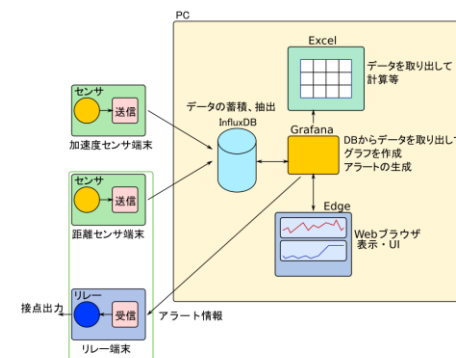 PC
Excel
データを取り出して
計算等
センサ
送信
加速度センサ端末
データの蓄積、抽出
InfluxDB
Grafana
DBからデータを取り出して
グラフを作成
アラートの生成
センサ
送信
距離センサ端末
Edge
Webブラウザ
表示・UI
リレー
受信
接点出力
アラート情報
リレー端末